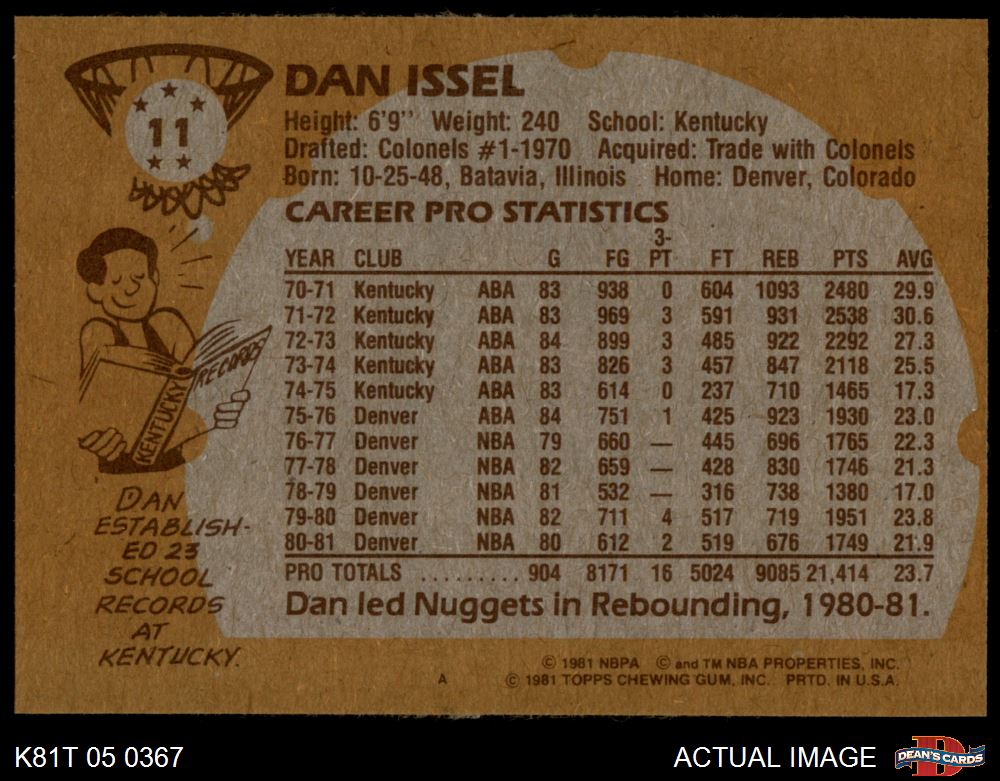 11
DAN ISSEL
Height: 6'9'' Weight: 240 School: Kentucky
Drafted: Colonels #1-1970 Acquired: Trade with Colonels
Born: 10-25-48, Batavia, Illinois Home: Denver, Colorado
CAREER PRO STATISTICS
YEAR CLUB G FG 3-PT FT REB PTS AVG
70-71 Kentucky ABA 83 938 0 604 1093 2480 29.9
71-72 Kentucky ABA 83 969 3 591 931 2538 30.6
72-73 Kentucky ABA 84 899 3 485 922 2292 27.3
73-74 Kentucky ABA 83 826 3 457 847 2118 25.5
74-75 Kentucky ABA 83 614 0 237 710 1465 17.3
75-76 Denver ABA 84 751 1 425 923 1930 23.0
76-77 Denver NBA 79 660 — 445 696 1765 22.3
77-78 Denver NBA 82 659 — 428 830 1746 21.3
78-79 Denver NBA 81 532 — 316 738 1380 17.0
79-80 Denver NBA 82 711 4 517 719 1951 23.8
80-81 Denver NBA 80 612 2 519 676 1749 21.9
PRO TOTALS .......... 904 8171 16 5024 9085 21,414 23.7
Dan led Nuggets in Rebounding, 1980-81.
KENTUCKY
RECORDS
DAN
ESTABLISH-
ED 23
SCHOOL
RECORDS
AT
KENTUCKY.
© 1981 NBPA © and TM NBA PROPERTIES, INC.
A © 1981 TOPPS CHEWING GUM, INC. PRTD. IN U.S.A.
K81T 05 0367 ACTUAL IMAGE
DEAN'S CARDS